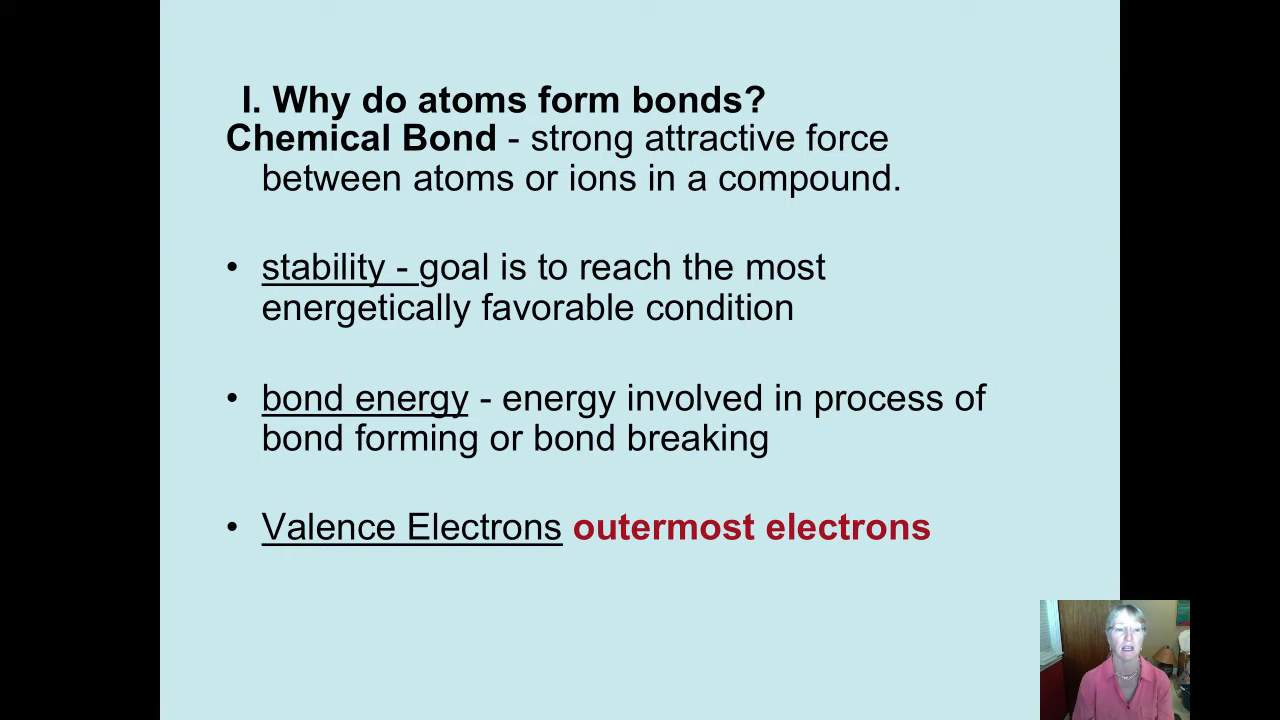 I. Why do atoms form bonds?
Chemical Bond - strong attractive force
between atoms or ions in a compound.
• stability - goal is to reach the most
energetically favorable condition
• bond energy - energy involved in process of
bond forming or bond breaking
• Valence Electrons outermost electrons